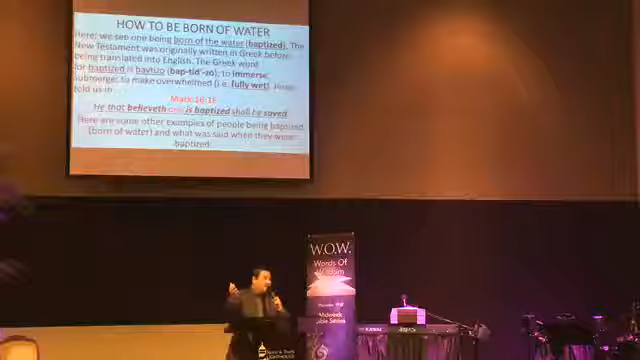 HOW TO BE BORN OF WATER
Here, we see one being born of the water (baptized). The
New Testament was originally written in Greek before
being translated into English. The Greek word
for baptized is (bap-tid'-zo); to immerse,
submerge; to make overwhelmed (i.e. fully wet). Jesus
told us in
Mark 16:16
He that believeth and is baptized shall be saved
Here are some other examples of people being baptized
(born of water) and what was said when they were
baptized.
W.O.W.
Words Of
Wisdom
Midweek
Bible Series